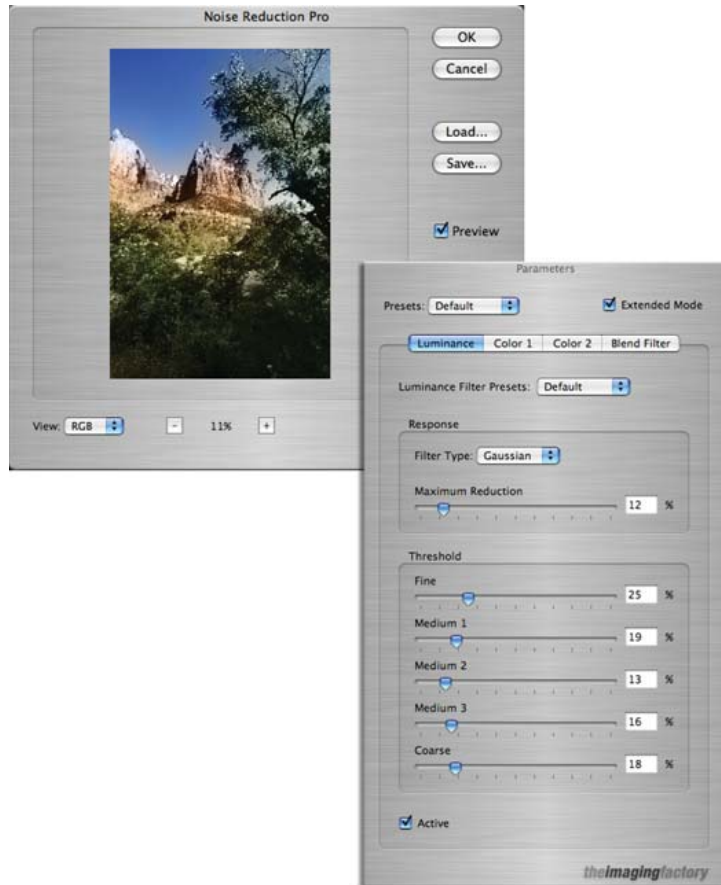 Noise Reduction Pro
OK
Cancel
Load...
Save...
Preview
View: RGB
-
11%
+
Parameters
Presets: Default
Extended Mode
Luminance Color 1 Color 2 Blend Filter
Luminance Filter Presets: Default
Response
Filter Type: Gaussian
Maximum Reduction
12 %
Threshold
Fine
25 %
Medium 1
19 %
Medium 2
13 %
Medium 3
16 %
Coarse
18 %
Active
theimagingfactory